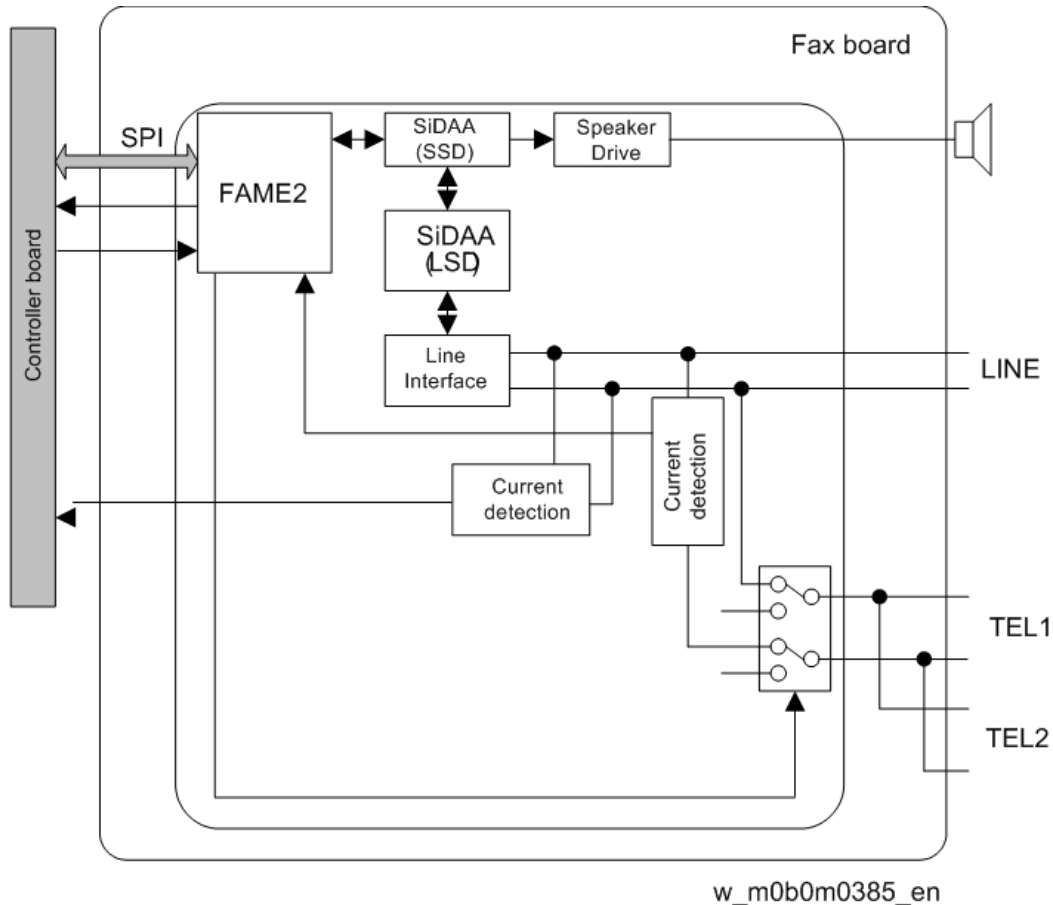 Fax board
SPI
FAME2
SiDAA
(SSD)
Speaker
Drive
SiDAA
(LSD)
Line
Interface
LINE
Controller board
Current
detection
Current
detection
TEL1
TEL2
w_m0b0m0385_en